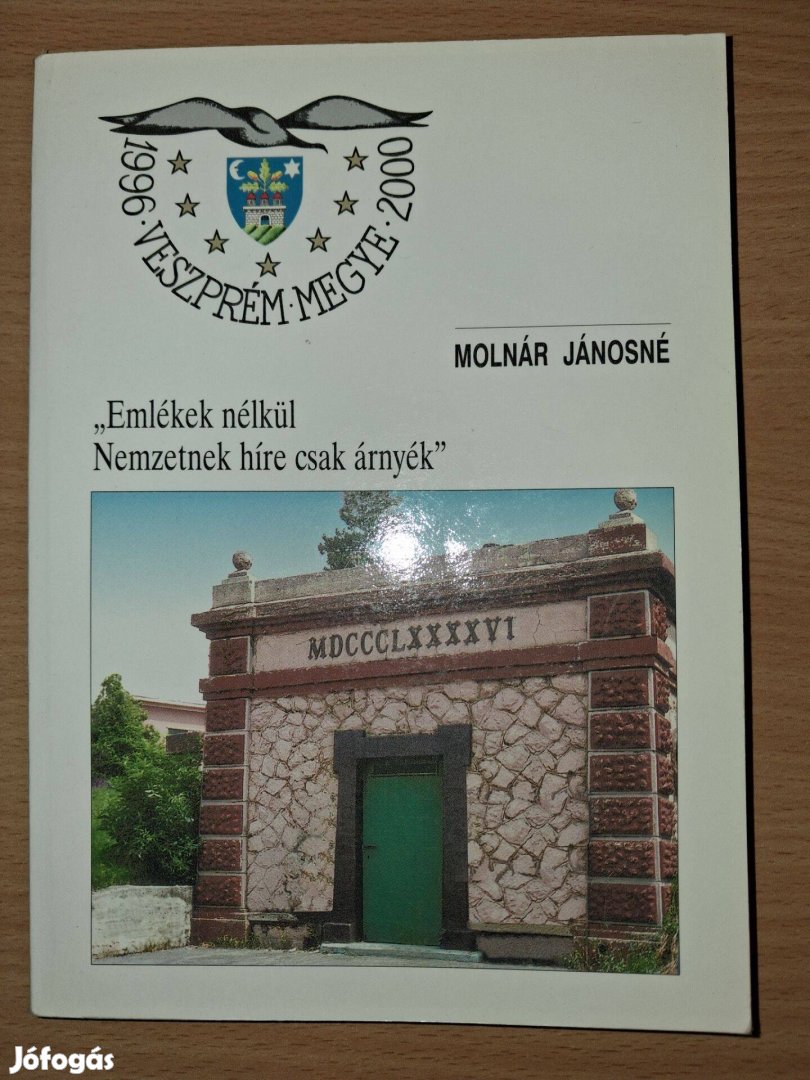 1996 · VESZPRÉM · MEGYE · 2000
MOLNÁR JÁNOSNÉ
„Emlékek nélkül
Nemzetnek híre csak árnyék”
MDCCCLXXXXVI
Jófogás